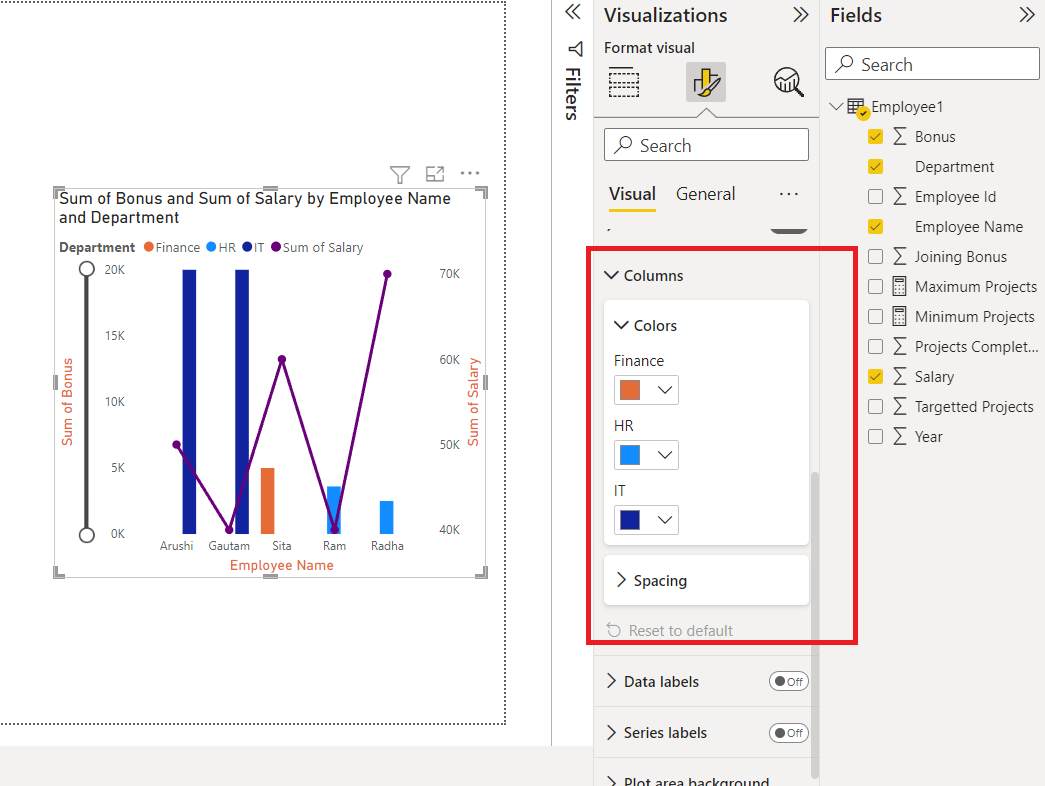 Visualizations
Fields
Format visual
Filters
Search
Search
Visual
General
Employee1
Bonus
Department
Employee Id
Employee Name
Joining Bonus
Maximum Projects
Minimum Projects
Projects Complet...
Salary
Targetted Projects
Year
Sum of Bonus and Sum of Salary by Employee Name
and Department
Department Finance HR IT Sum of Salary
20K
15K
10K
5K
0K
Sum of Bonus
70K
60K
50K
40K
Sum of Salary
Arushi Gautam Sita Ram Radha
Employee Name
Columns
Colors
Finance
HR
IT
Spacing
Reset to default
Data labels Off
Series labels Off
Plot area background